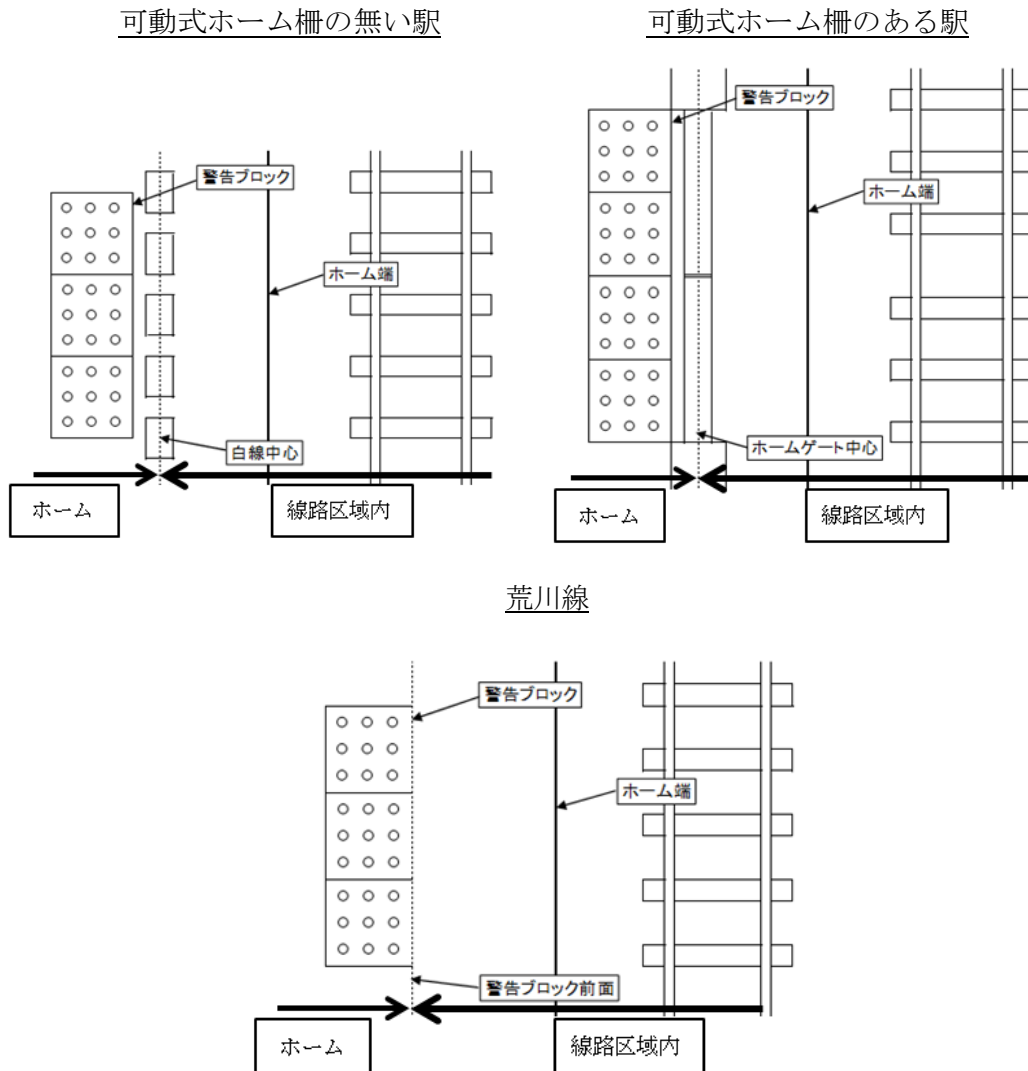 可動式ホーム柵の無い駅
警告ブロック
ホーム端
白線中心
ホーム
線路区域内
可動式ホーム柵のある駅
警告ブロック
ホーム端
ホームゲート中心
ホーム
線路区域内
荒川線
警告ブロック
ホーム端
警告ブロック前面
ホーム
線路区域内